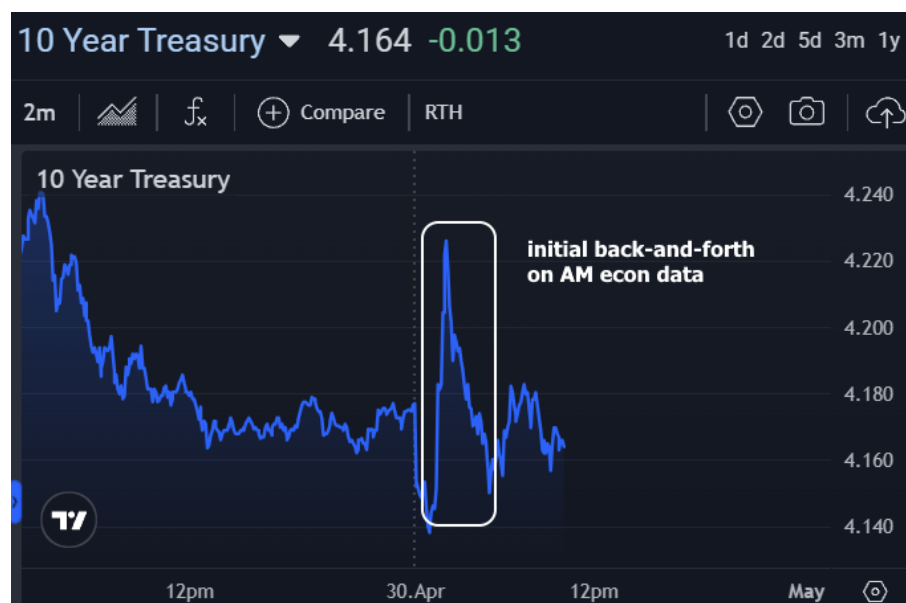 10 Year Treasury 4.164 -0.013 1d 2d 5d 3m 1y
2m fx Compare RTH
10 Year Treasury
4.240
initial back-and-forth
on AM econ data
4.220
4.200
4.180
4.160
4.140
12pm 30.Apr 12pm May